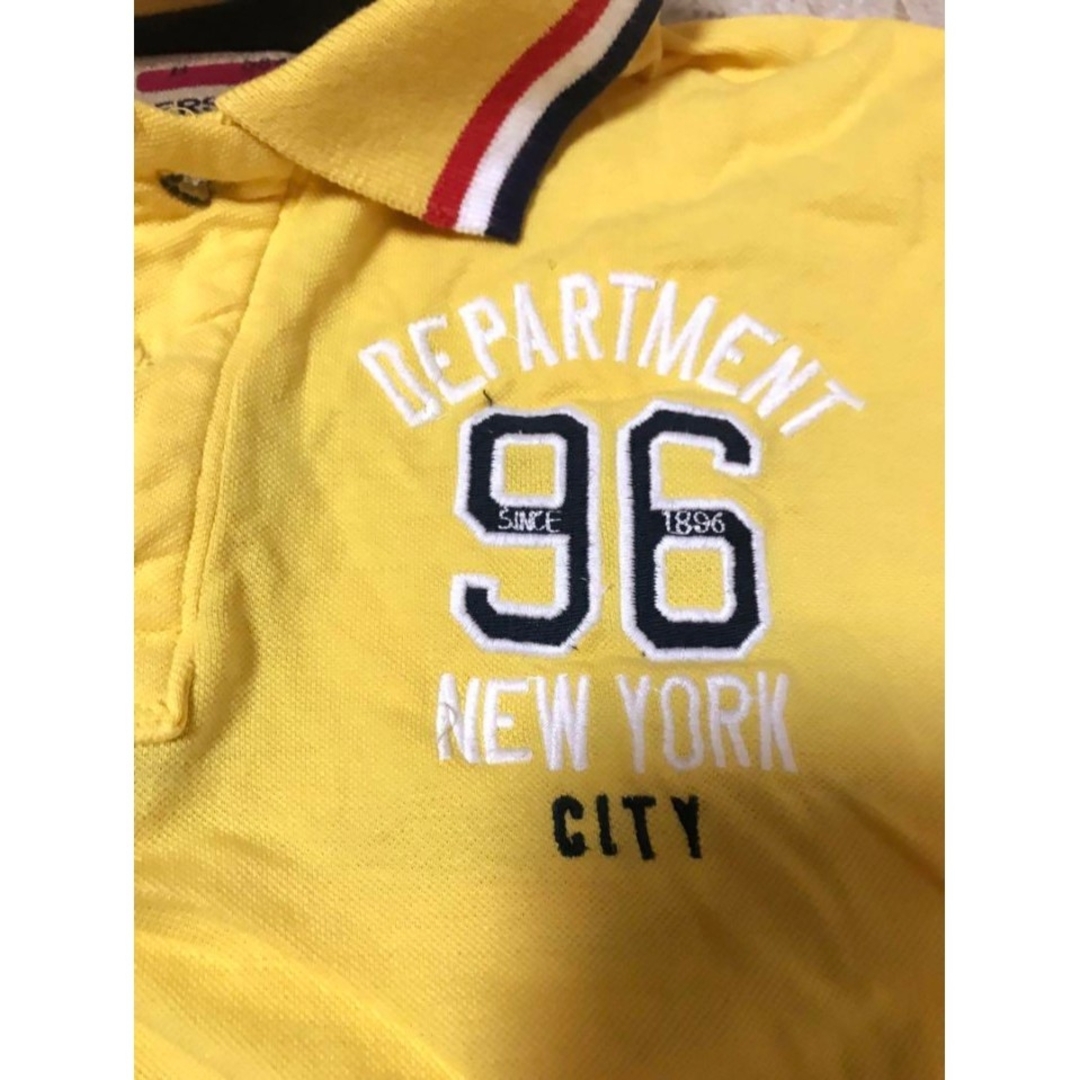 DEPARTMENT
96
SINCE 1896
NEW YORK
CITY